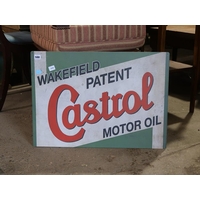 WAKEFIELD
PATENT
Castrol
MOTOR OIL